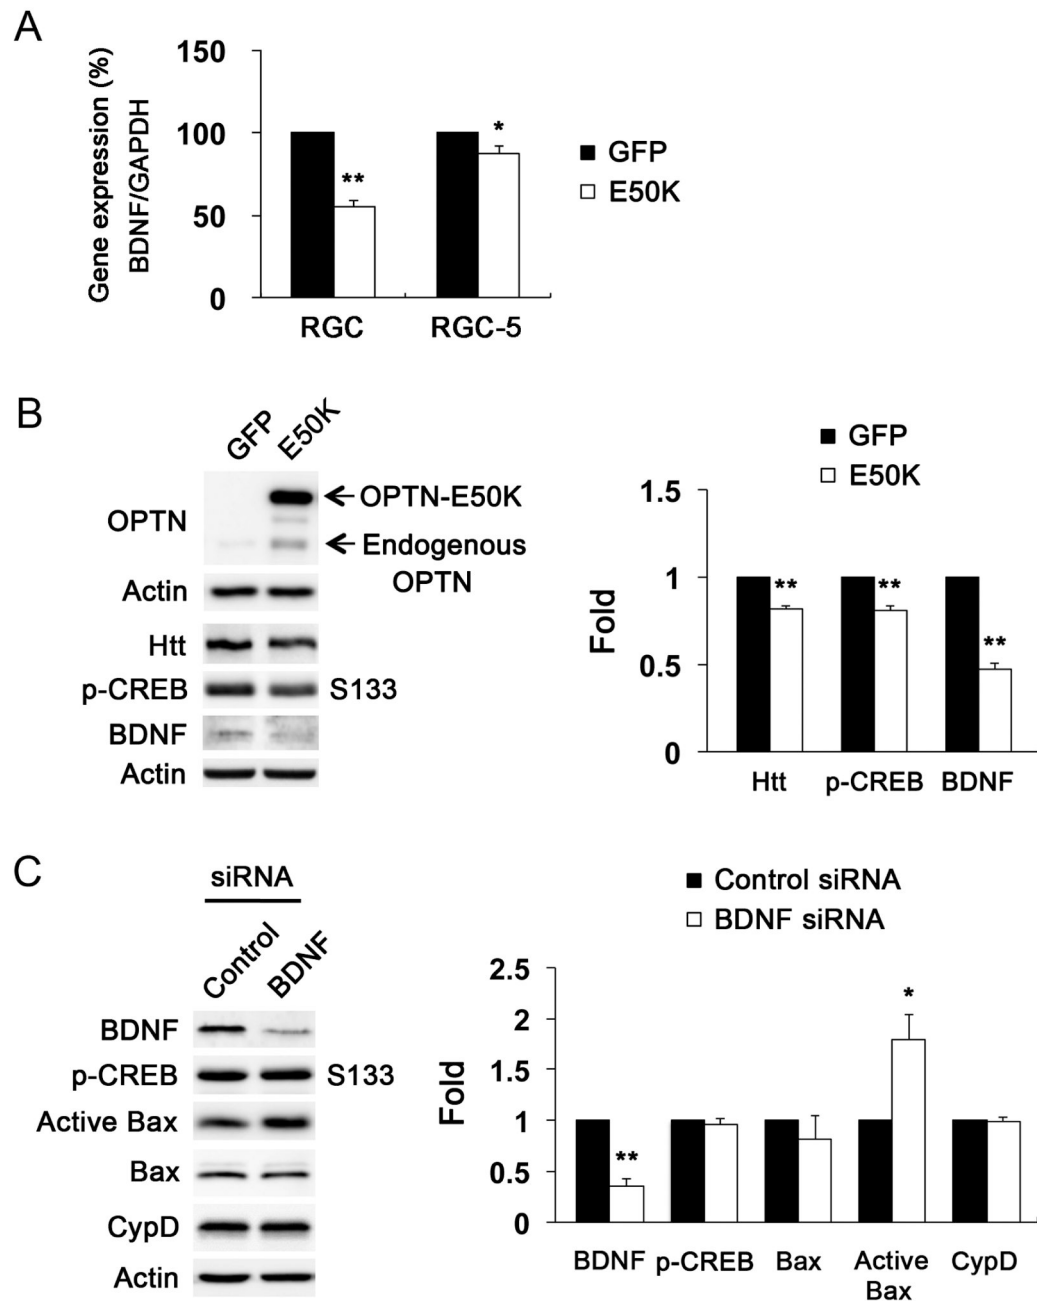 A
Gene expression (%)
BDNF/GAPDH
150
100
50
0
**
*
RGC
RGC-5
GFP
E50K
B
GFP
E50K
OPTN
OPTN-E50K
Endogenous
OPTN
Actin
Htt
p-CREB
S133
BDNF
Actin
GFP
E50K
Fold
1.5
1
0.5
0
**
**
**
Htt
p-CREB
BDNF
C
siRNA
Control
BDNF
BDNF
p-CREB
S133
Active Bax
Bax
CypD
Actin
Control siRNA
BDNF siRNA
Fold
2.5
2
1.5
1
0.5
0
**
*
BDNF
p-CREB
Bax
Active
Bax
CypD